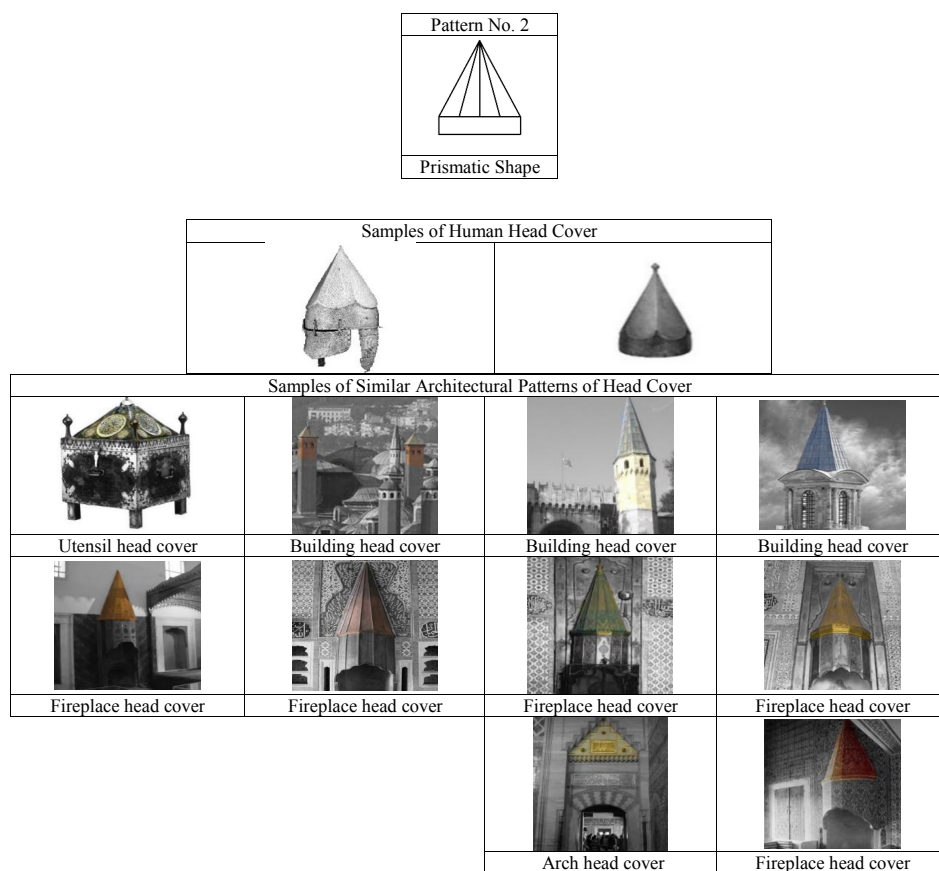 Pattern No. 2
Prismatic Shape
Samples of Human Head Cover
Samples of Similar Architectural Patterns of Head Cover
Utensil head cover
Building head cover
Building head cover
Building head cover
Fireplace head cover
Fireplace head cover
Fireplace head cover
Fireplace head cover
Arch head cover
Fireplace head cover